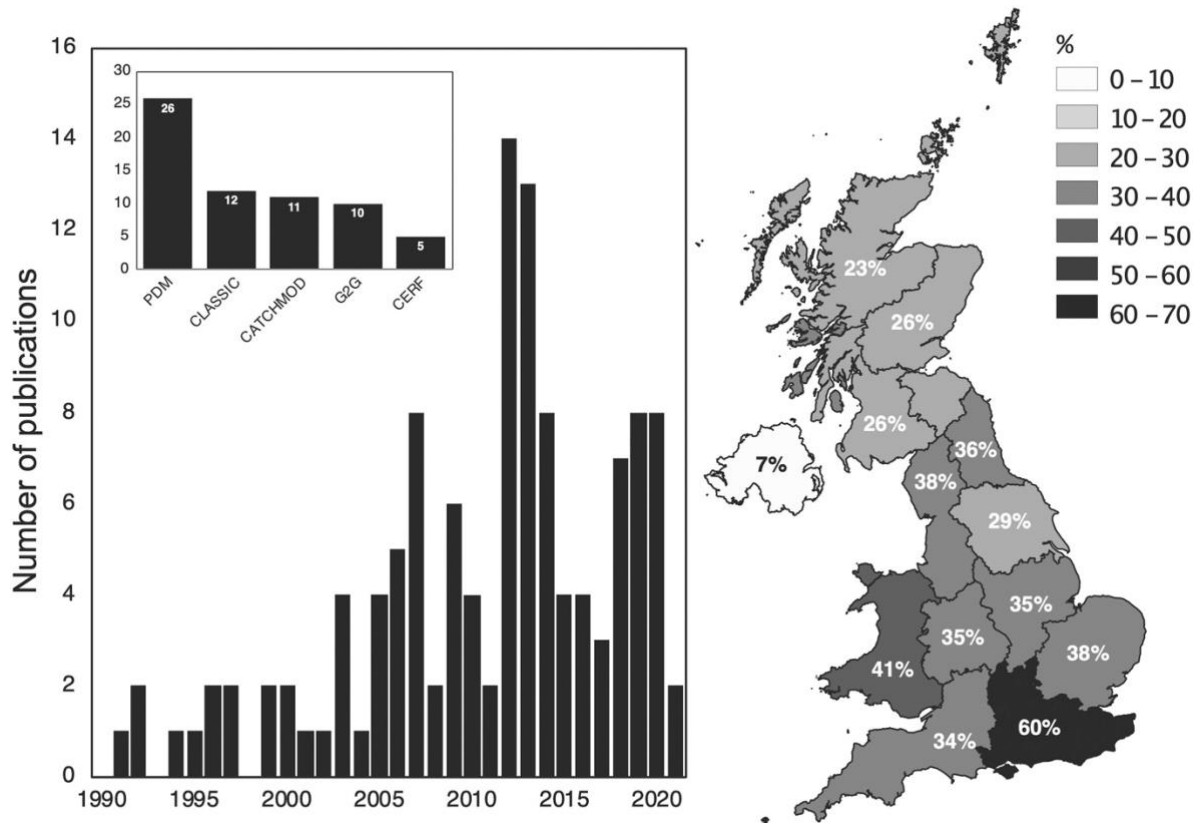 Number of publications
16
14
12
10
8
6
4
2
0
1990 1995 2000 2005 2010 2015 2020
30
25
20
15
10
5
0
26
12
11
10
5
PDM
CLASSIC
CATCHMOD
G2G
CERF
%
0 – 10
10 – 20
20 – 30
30 – 40
40 – 50
50 – 60
60 – 70
23%
26%
26%
7%
36%
38%
29%
35%
35%
38%
41%
34%
60%